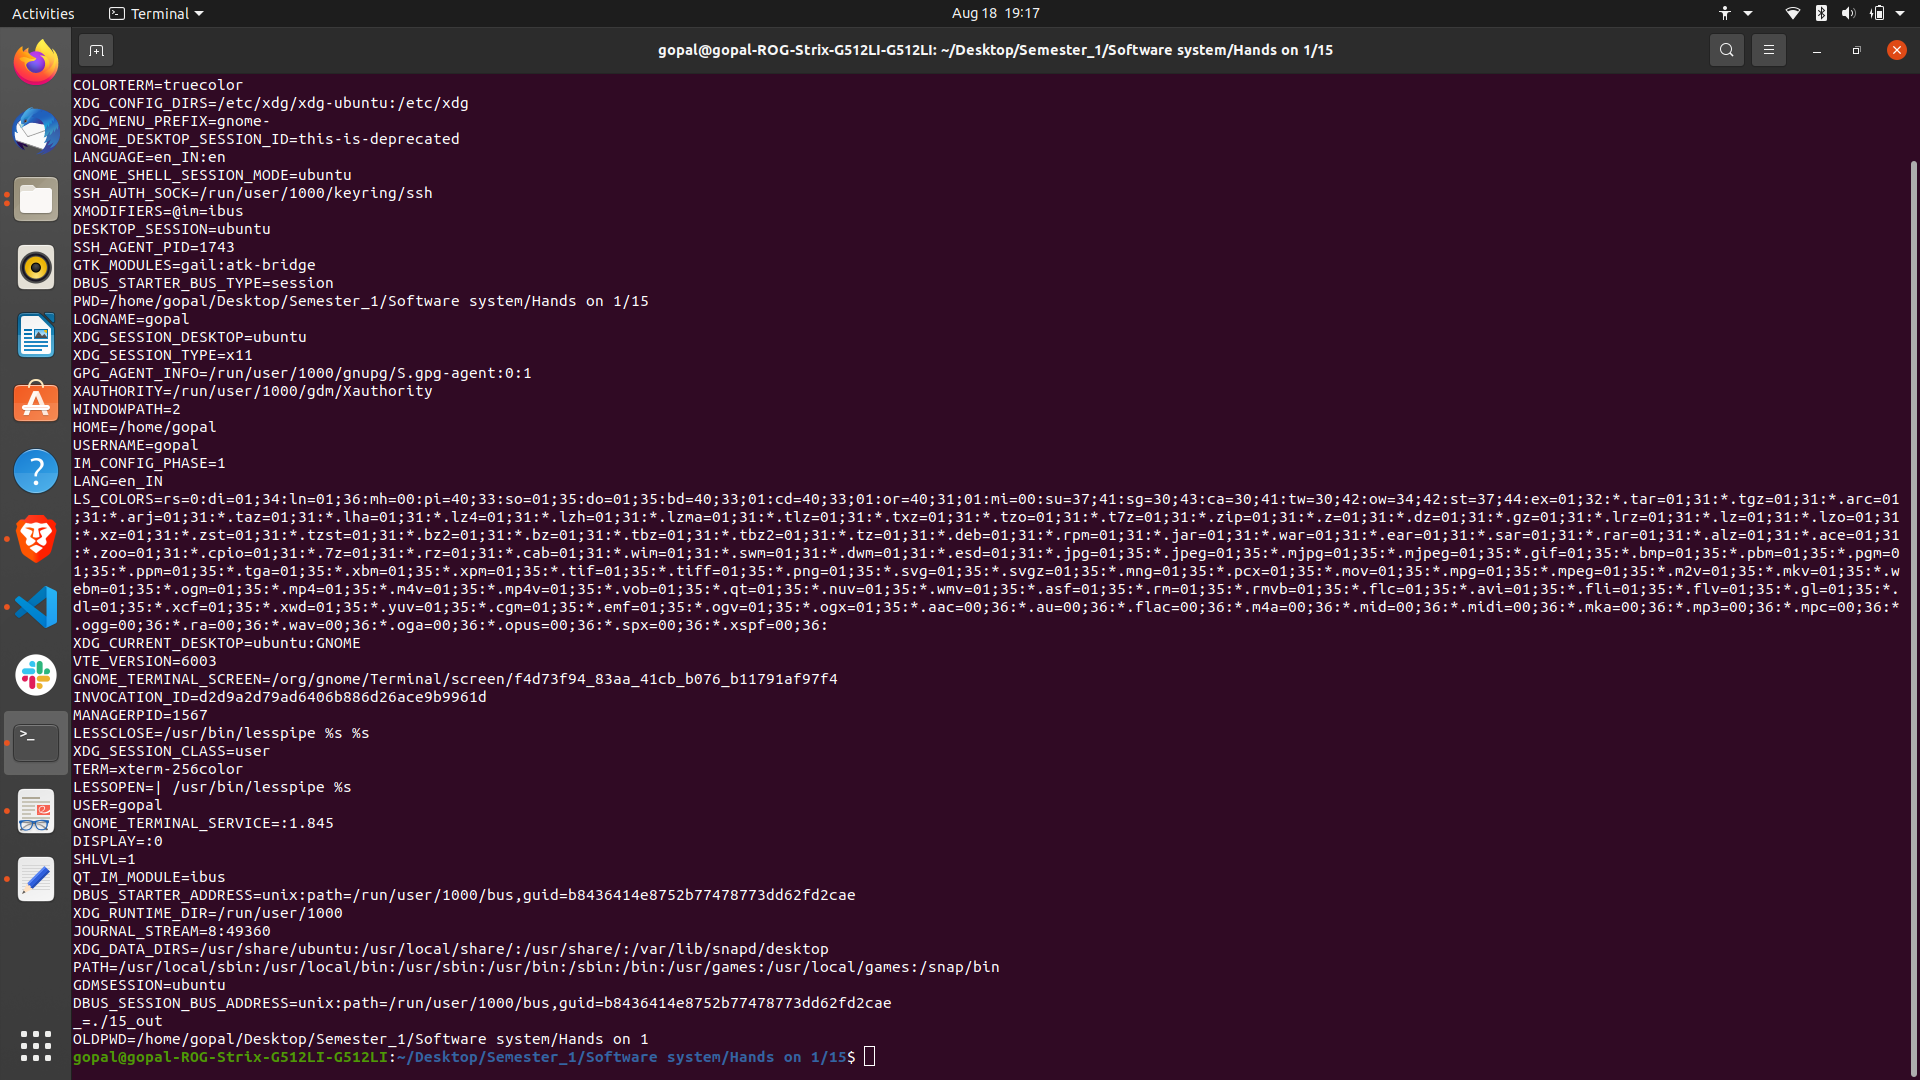 Activities
Terminal
Aug 18 19:17
gopal@gopal-ROG-Strix-G512LI-G512LI: ~/Desktop/Semester_1/Software system/Hands on 1/15
COLORTERM=truecolor
XDG_CONFIG_DIRS=/etc/xdg/xdg-ubuntu:/etc/xdg
XDG_MENU_PREFIX=gnome-
GNOME_DESKTOP_SESSION_ID=this-is-deprecated
LANGUAGE=en_IN:en
GNOME_SHELL_SESSION_MODE=ubuntu
SSH_AUTH_SOCK=/run/user/1000/keyring/ssh
XMODIFIERS=@im=ibus
DESKTOP_SESSION=ubuntu
SSH_AGENT_PID=1743
GTK_MODULES=gail:atk-bridge
DBUS_STARTER_BUS_TYPE=session
PWD=/home/gopal/Desktop/Semester_1/Software system/Hands on 1/15
LOGNAME=gopal
XDG_SESSION_DESKTOP=ubuntu
XDG_SESSION_TYPE=x11
GPG_AGENT_INFO=/run/user/1000/gnupg/S.gpg-agent:0:1
XAUTHORITY=/run/user/1000/gdm/Xauthority
WINDOWPATH=2
HOME=/home/gopal
USERNAME=gopal
IM_CONFIG_PHASE=1
LANG=en_IN
LS_COLORS=rs=0:di=01;34:ln=01;36:mh=00:pi=40;33:so=01;35:do=01;35:bd=40;33;01:cd=40;33;01:or=40;31;01:mi=00:su=37;41:sg=30;43:ca=30;41:tw=30;42:ow=34;42:st=37;44:ex=01;32:*.tar=01;31:*.tgz=01;31:*.arc=01
;31:*.arj=01;31:*.taz=01;31:*.lha=01;31:*.lz4=01;31:*.lzh=01;31:*.lzma=01;31:*.tlz=01;31:*.txz=01;31:*.tzo=01;31:*.t7z=01;31:*.zip=01;31:*.z=01;31:*.dz=01;31:*.gz=01;31:*.lrz=01;31:*.lz=01;31:*.lzo=01;31
:*.xz=01;31:*.zst=01;31:*.tzst=01;31:*.bz2=01;31:*.bz=01;31:*.tbz=01;31:*.tbz2=01;31:*.tz=01;31:*.deb=01;31:*.rpm=01;31:*.jar=01;31:*.war=01;31:*.ear=01;31:*.sar=01;31:*.rar=01;31:*.alz=01;31:*.ace=01;31
:*.zoo=01;31:*.cpio=01;31:*.7z=01;31:*.rz=01;31:*.cab=01;31:*.wim=01;31:*.swm=01;31:*.dwm=01;31:*.esd=01;31:*.jpg=01;35:*.jpeg=01;35:*.mjpg=01;35:*.mjpeg=01;35:*.gif=01;35:*.bmp=01;35:*.pbm=01;35:*.pgm=0
1;35:*.ppm=01;35:*.tga=01;35:*.xbm=01;35:*.xpm=01;35:*.tif=01;35:*.tiff=01;35:*.png=01;35:*.svg=01;35:*.svgz=01;35:*.mng=01;35:*.pcx=01;35:*.mov=01;35:*.mpg=01;35:*.mpeg=01;35:*.m2v=01;35:*.mkv=01;35:*.w
ebm=01;35:*.ogm=01;35:*.mp4=01;35:*.m4v=01;35:*.mp4v=01;35:*.vob=01;35:*.qt=01;35:*.nuv=01;35:*.wmv=01;35:*.asf=01;35:*.rm=01;35:*.rmvb=01;35:*.flc=01;35:*.avi=01;35:*.fli=01;35:*.flv=01;35:*.gl=01;35:*.
dl=01;35:*.xcf=01;35:*.xwd=01;35:*.yuv=01;35:*.cgm=01;35:*.emf=01;35:*.ogv=01;35:*.ogx=01;35:*.aac=00;36:*.au=00;36:*.flac=00;36:*.m4a=00;36:*.mid=00;36:*.midi=00;36:*.mka=00;36:*.mp3=00;36:*.mpc=00;36:*
.ogg=00;36:*.ra=00;36:*.wav=00;36:*.oga=00;36:*.opus=00;36:*.spx=00;36:*.xspf=00;36:
XDG_CURRENT_DESKTOP=ubuntu:GNOME
VTE_VERSION=6003
GNOME_TERMINAL_SCREEN=/org/gnome/Terminal/screen/f4d73f94_83aa_41cb_b076_b11791af97f4
INVOCATION_ID=d2d9a2d79ad6406b886d26ace9b9961d
MANAGERPID=1567
LESSCLOSE=/usr/bin/lesspipe %s %s
XDG_SESSION_CLASS=user
TERM=xterm-256color
LESSOPEN=| /usr/bin/lesspipe %s
USER=gopal
GNOME_TERMINAL_SERVICE=:1.845
DISPLAY=:0
SHLVL=1
QT_IM_MODULE=ibus
DBUS_STARTER_ADDRESS=unix:path=/run/user/1000/bus,guid=b8436414e8752b77478773dd62fd2cae
XDG_RUNTIME_DIR=/run/user/1000
JOURNAL_STREAM=8:49360
XDG_DATA_DIRS=/usr/share/ubuntu:/usr/local/share/:/usr/share/:/var/lib/snapd/desktop
PATH=/usr/local/sbin:/usr/local/bin:/usr/sbin:/usr/bin:/sbin:/bin:/usr/games:/usr/local/games:/snap/bin
GDMSESSION=ubuntu
DBUS_SESSION_BUS_ADDRESS=unix:path=/run/user/1000/bus,guid=b8436414e8752b77478773dd62fd2cae
_=./15_out
OLDPWD=/home/gopal/Desktop/Semester_1/Software system/Hands on 1
gopal@gopal-ROG-Strix-G512LI-G512LI:~/Desktop/Semester_1/Software system/Hands on 1/15$